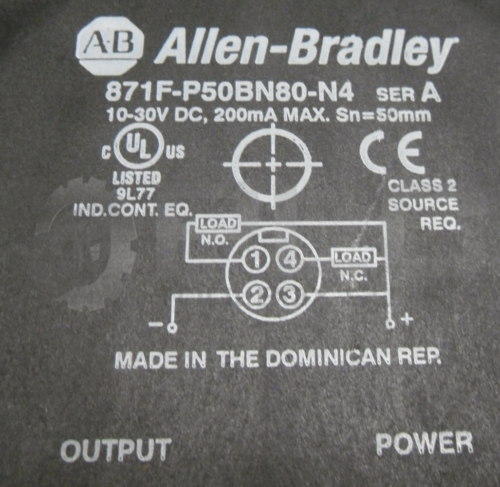 A-B Allen-Bradley
871F-P50BN80-N4 SER A
10-30V DC, 200mA MAX. Sn=50mm
C UL US
CE
LISTED
9L77
IND.CONT. EQ.
CLASS 2
SOURCE
REQ.
LOAD
N.O.
1 4
LOAD
N.C.
2 3
- +
MADE IN THE DOMINICAN REP.
OUTPUT POWER